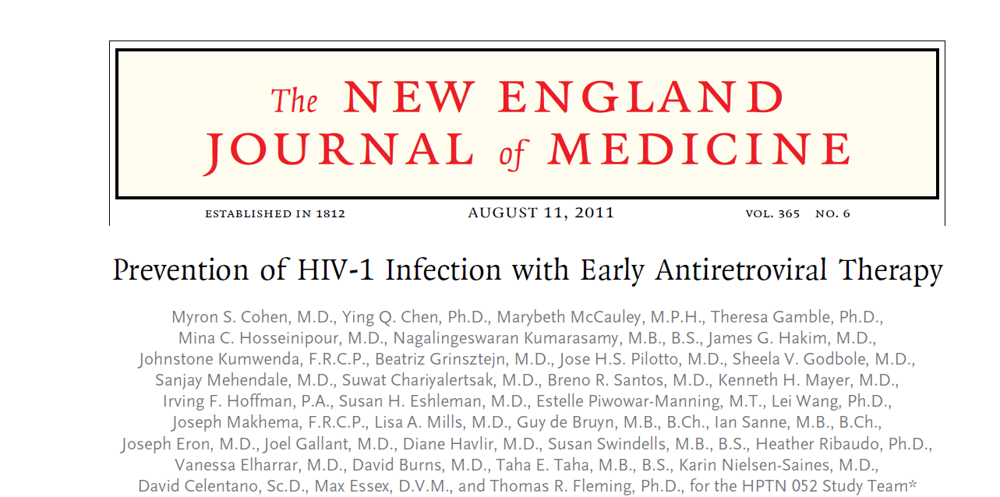 The NEW ENGLAND
JOURNAL of MEDICINE
ESTABLISHED IN 1812 AUGUST 11, 2011 VOL. 365 NO. 6
Prevention of HIV-1 Infection with Early Antiretroviral Therapy
Myron S. Cohen, M.D., Ying Q. Chen, Ph.D., Marybeth McCauley, M.P.H., Theresa Gamble, Ph.D.,
Mina C. Hosseinipour, M.D., Nagalingeswaran Kumarasamy, M.B., B.S., James G. Hakim, M.D.,
Johnstone Kumwenda, F.R.C.P., Beatriz Grinsztejn, M.D., Jose H.S. Pilotto, M.D., Sheela V. Godbole, M.D.,
Sanjay Mehendale, M.D., Suwat Chariyalertsak, M.D., Breno R. Santos, M.D., Kenneth H. Mayer, M.D.,
Irving F. Hoffman, P.A., Susan H. Eshleman, M.D., Estelle Piwowar-Manning, M.T., Lei Wang, Ph.D.,
Joseph Makhema, F.R.C.P., Lisa A. Mills, M.D., Guy de Bruyn, M.B., B.Ch., Ian Sanne, M.B., B.Ch.,
Joseph Eron, M.D., Joel Gallant, M.D., Diane Havlir, M.D., Susan Swindells, M.B., B.S., Heather Ribaudo, Ph.D.,
Vanessa Elharrar, M.D., David Burns, M.D., Taha E. Taha, M.B., B.S., Karin Nielsen-Saines, M.D.,
David Celentano, Sc.D., Max Essex, D.V.M., and Thomas R. Fleming, Ph.D., for the HPTN 052 Study Team*